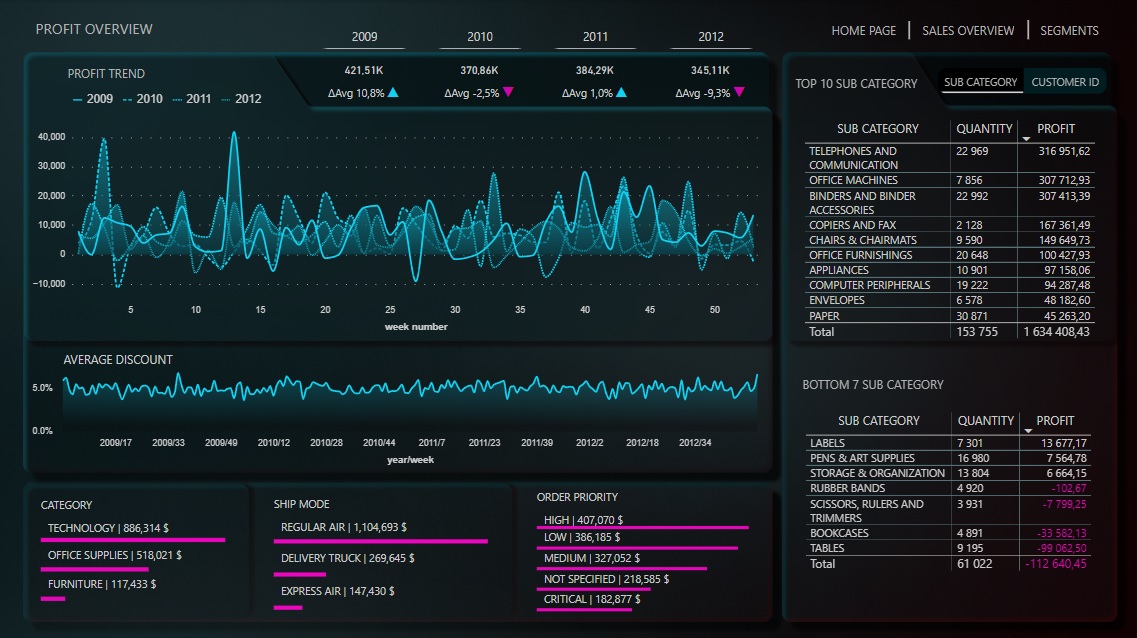 PROFIT OVERVIEW
2009 2010 2011 2012
HOME PAGE | SALES OVERVIEW | SEGMENTS
PROFIT TREND
2009 2010 2011 2012
421,51K 370,86K 384,29K 345,11K
ΔAvg 10,8% ▲ ΔAvg -2,5% ▼ ΔAvg 1,0% ▲ ΔAvg -9,3% ▼
40,000
30,000
20,000
10,000
0
−10,000
5 10 15 20 25 30 35 40 45 50
week number
AVERAGE DISCOUNT
5.0%
0.0%
2009/17 2009/33 2009/49 2010/12 2010/28 2010/44 2011/7 2011/23 2011/39 2012/2 2012/18 2012/34
year/week
CATEGORY
TECHNOLOGY | 886,314 $
OFFICE SUPPLIES | 518,021 $
FURNITURE | 117,433 $
SHIP MODE
REGULAR AIR | 1,104,693 $
DELIVERY TRUCK | 269,645 $
EXPRESS AIR | 147,430 $
ORDER PRIORITY
HIGH | 407,070 $
LOW | 386,185 $
MEDIUM | 327,052 $
NOT SPECIFIED | 218,585 $
CRITICAL | 182,877 $
TOP 10 SUB CATEGORY
SUB CATEGORY CUSTOMER ID
SUB CATEGORY QUANTITY PROFIT
TELEPHONES AND 22 969 316 951,62
COMMUNICATION
OFFICE MACHINES 7 856 307 712,93
BINDERS AND BINDER 22 992 307 413,39
ACCESSORIES
COPIERS AND FAX 2 128 167 361,49
CHAIRS & CHAIRMATS 9 590 149 649,73
OFFICE FURNISHINGS 20 648 100 427,93
APPLIANCES 10 901 97 158,06
COMPUTER PERIPHERALS 19 222 94 287,48
ENVELOPES 6 578 48 182,60
PAPER 30 871 45 263,20
Total 153 755 1 634 408,43
BOTTOM 7 SUB CATEGORY
SUB CATEGORY QUANTITY PROFIT
LABELS 7 301 13 677,17
PENS & ART SUPPLIES 16 980 7 564,78
STORAGE & ORGANIZATION 13 804 6 664,15
RUBBER BANDS 4 920 -102,67
SCISSORS, RULERS AND 3 931 -7 799,25
TRIMMERS
BOOKCASES 4 891 -33 582,13
TABLES 9 195 -99 062,50
Total 61 022 -112 640,45